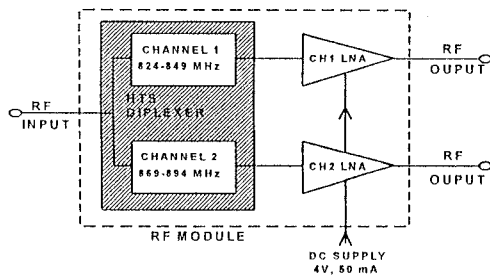 CHANNEL 1
824-849 MHz
HTS
DIPLEXER
CHANNEL 2
869-894 MHz
RF
INPUT
CH1 LNA
RF
OUPUT
CH2 LNA
RF
OUPUT
RF MODULE
DC SUPPLY
4V, 50 mA